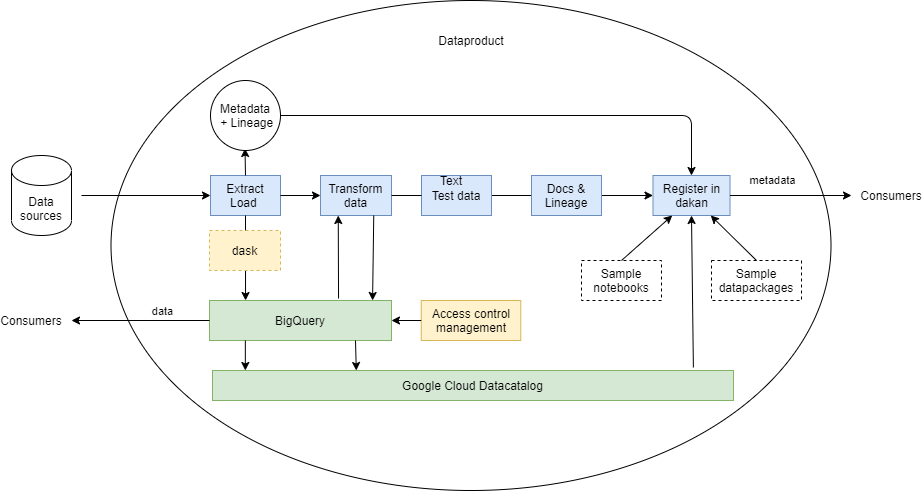 Dataproduct
Metadata
+ Lineage
Data
sources
Extract
Load
Transform
data
Text
Test data
Docs &
Lineage
Register in
dakan
metadata
Consumers
dask
Sample
notebooks
Sample
datapackages
Consumers
data
BigQuery
Access control
management
Google Cloud Datacatalog